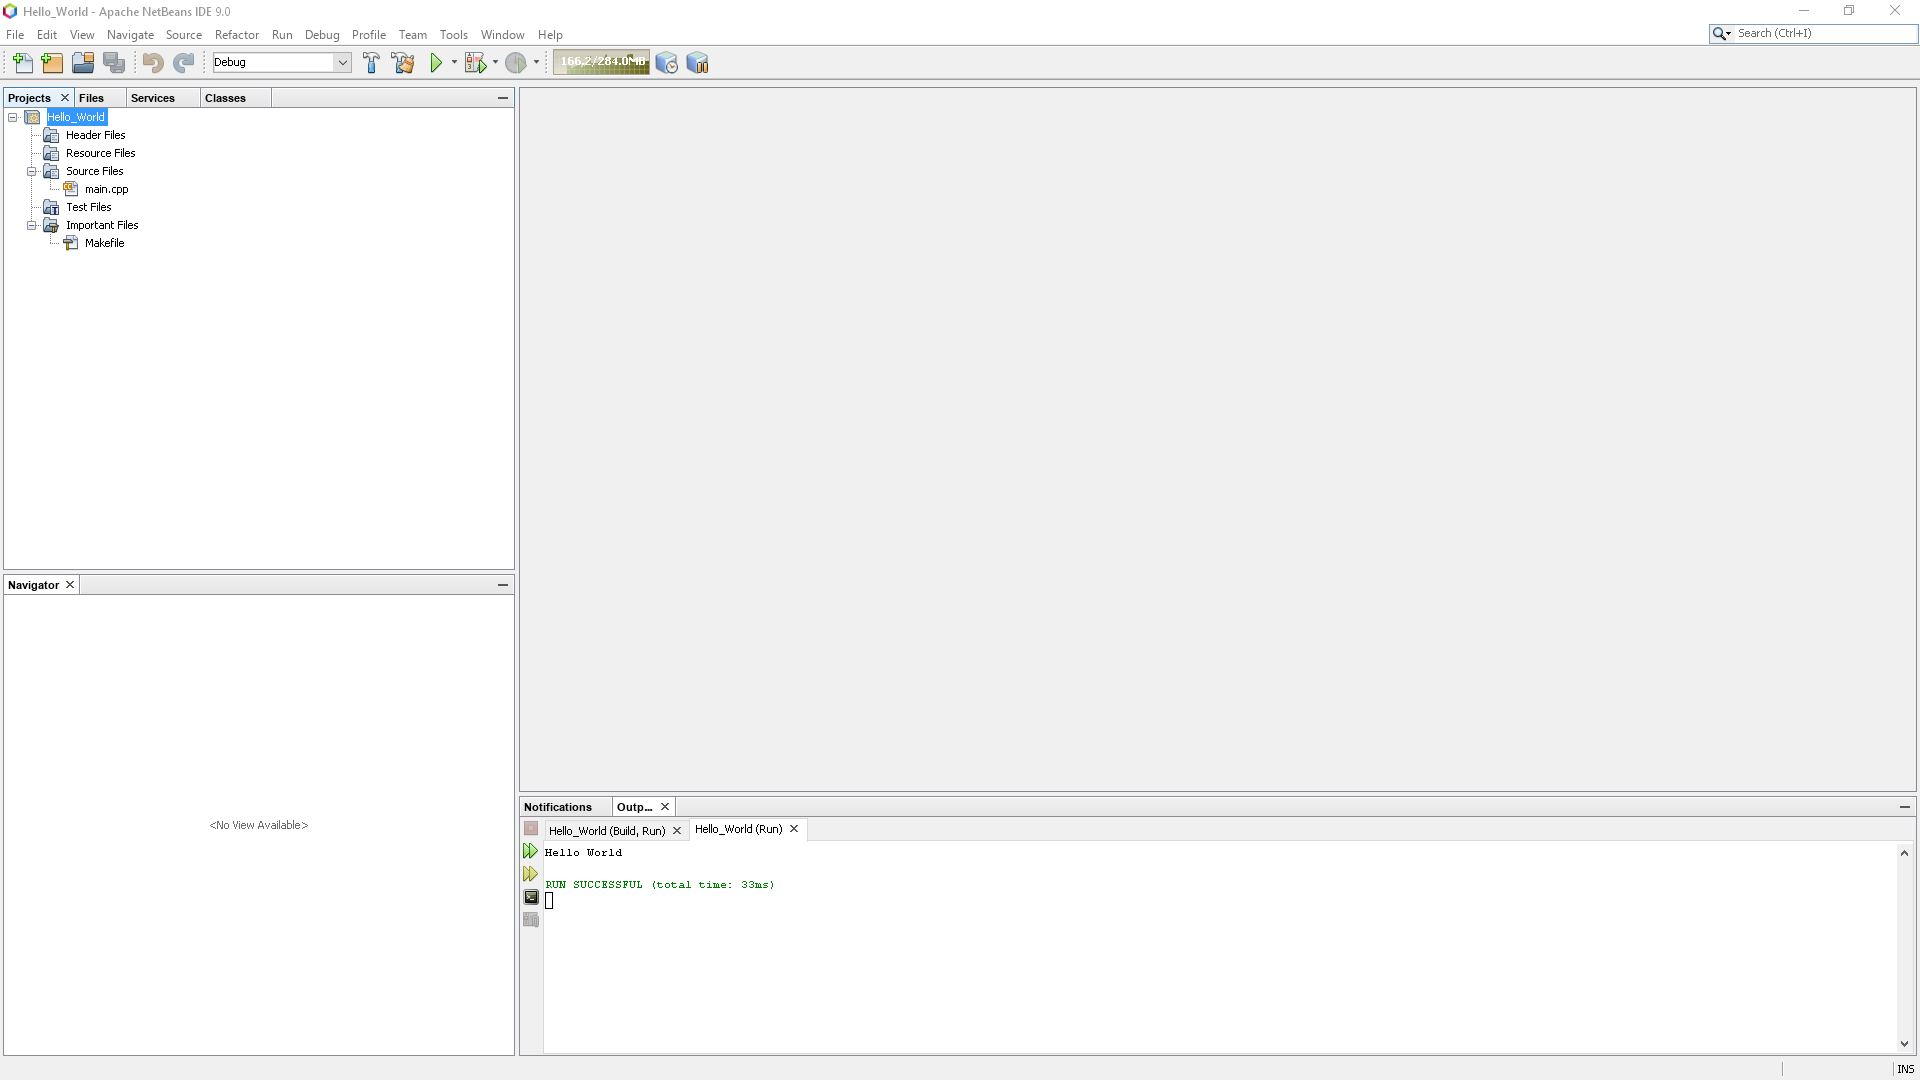 Hello_World - Apache NetBeans IDE 9.0
File Edit View Navigate Source Refactor Run Debug Profile Team Tools Window Help
Search (Ctrl+I)
Debug
166.2/284.0MB
Projects Files Services Classes
Hello_World
Header Files
Resource Files
Source Files
main.cpp
Test Files
Important Files
Makefile
Navigator
<No View Available>
Notifications Outp...
Hello_World (Build, Run) Hello_World (Run)
Hello World
RUN SUCCESSFUL (total time: 33ms)
INS